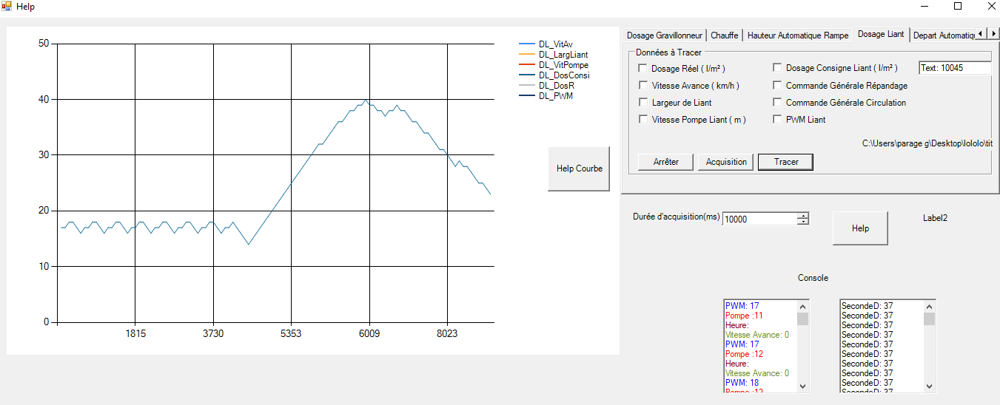 Help
50
40
30
20
10
0
1815
3730
5353
6009
8023
DL_VitAv
DL_LargLiant
DL_VitPompe
DL_DosConsi
DL_DosR
DL_PWM
Help Courbe
Dosage Gravillonneur
Chauffe
Hauteur Automatique Rampe
Dosage Liant
Depart Automatiq
Données à Tracer
Dosage Réel ( l/m² )
Dosage Consigne Liant ( l/m² )
Text: 10045
Vitesse Avance ( km/h )
Commande Générale Répandage
Largeur de Liant
Commande Générale Circulation
Vitesse Pompe Liant ( m )
PWM Liant
C:\Users\parage g\Desktop\lololo\tit
Arrêter
Acquisition
Tracer
Durée d'acquisition(ms)
10000
Help
Label2
Console
PWM: 17
Pompe :11
Heure:
Vitesse Avance: 0
PWM: 17
Pompe :12
Heure:
Vitesse Avance: 0
PWM: 18
Pompe :12
SecondeD: 37
SecondeD: 37
SecondeD: 37
SecondeD: 37
SecondeD: 37
SecondeD: 37
SecondeD: 37
SecondeD: 37
SecondeD: 37
SecondeD: 37